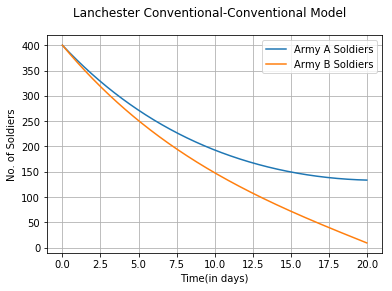 Lanchester Conventional-Conventional Model
Army A Soldiers
Army B Soldiers
No. of Soldiers
400
350
300
250
200
150
100
50
0
0.0 2.5 5.0 7.5 10.0 12.5 15.0 17.5 20.0
Time(in days)